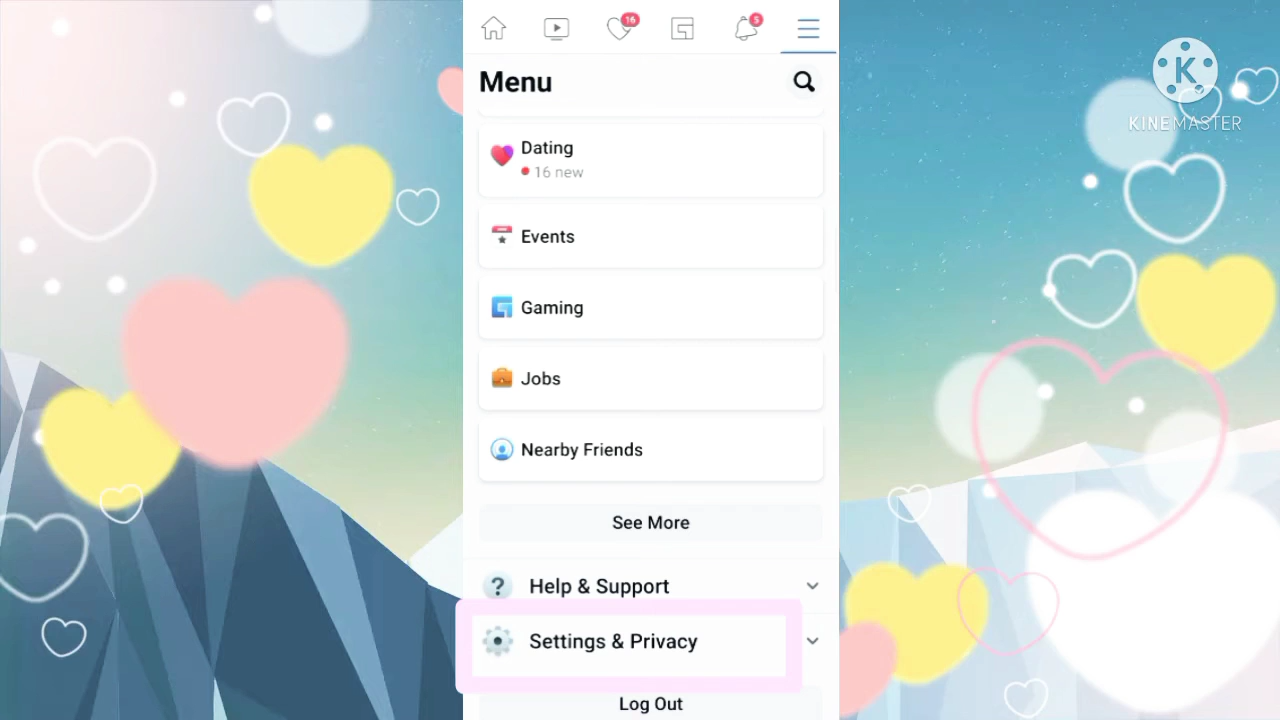 16
5
Menu
K
KINEMASTER
Dating
16 new
Events
Gaming
Jobs
Nearby Friends
See More
? Help & Support
Settings & Privacy
Log Out